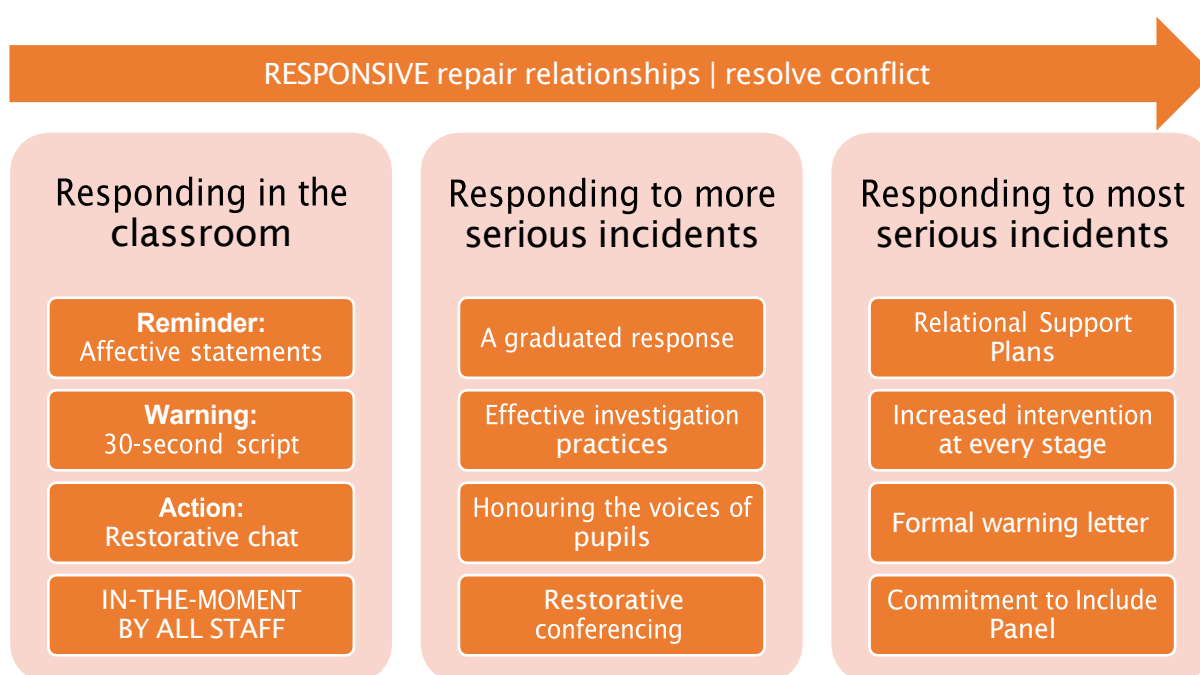 RESPONSIVE repair relationships | resolve conflict
Responding in the
classroom
Reminder:
Affective statements
Warning:
30-second script
Action:
Restorative chat
IN-THE-MOMENT
BY ALL STAFF
Responding to more
serious incidents
A graduated response
Effective investigation
practices
Honouring the voices of
pupils
Restorative
conferencing
Responding to most
serious incidents
Relational Support
Plans
Increased intervention
at every stage
Formal warning letter
Commitment to Include
Panel